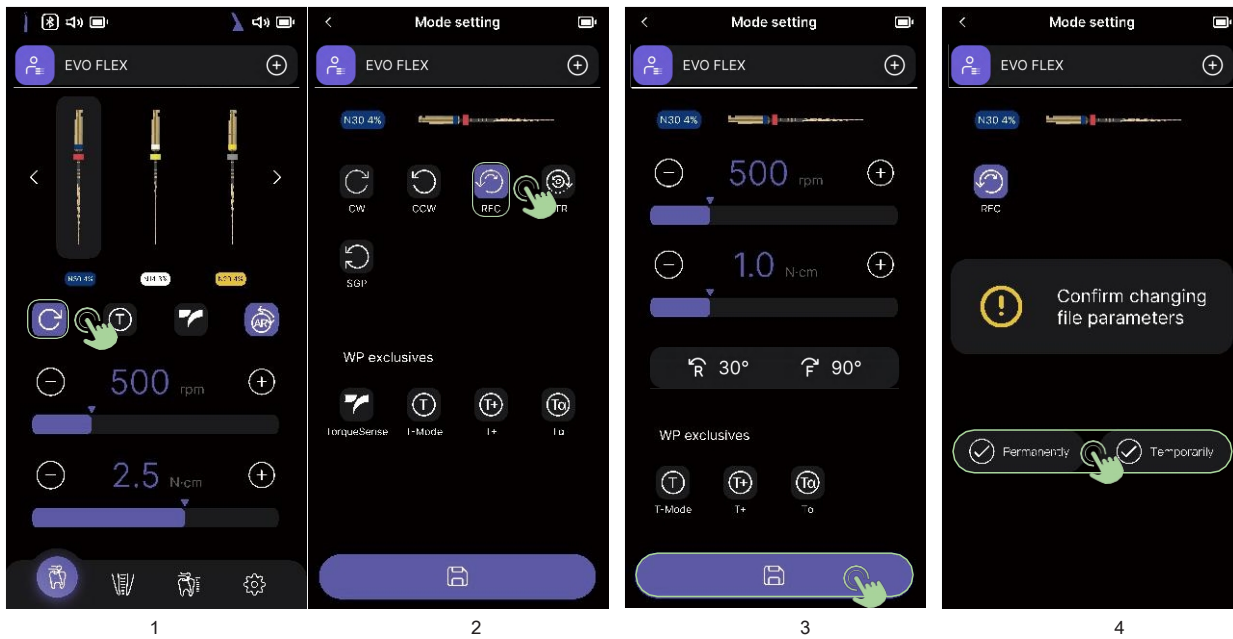 EVO FLEX
N30 4%
500 rpm
2.5 N·cm
1
Mode setting
EVO FLEX
N30 4%
CW CCW RFC
SGP
WP exclusives
TorqueSense T-Mode T+ Tα
2
Mode setting
EVO FLEX
N30 4%
500 rpm
1.0 N·cm
R 30° F 90°
WP exclusives
T-Mode T+
3
Mode setting
EVO FLEX
N30 4%
RFC
Confirm changing
file parameters
Permanently Temporarily
4